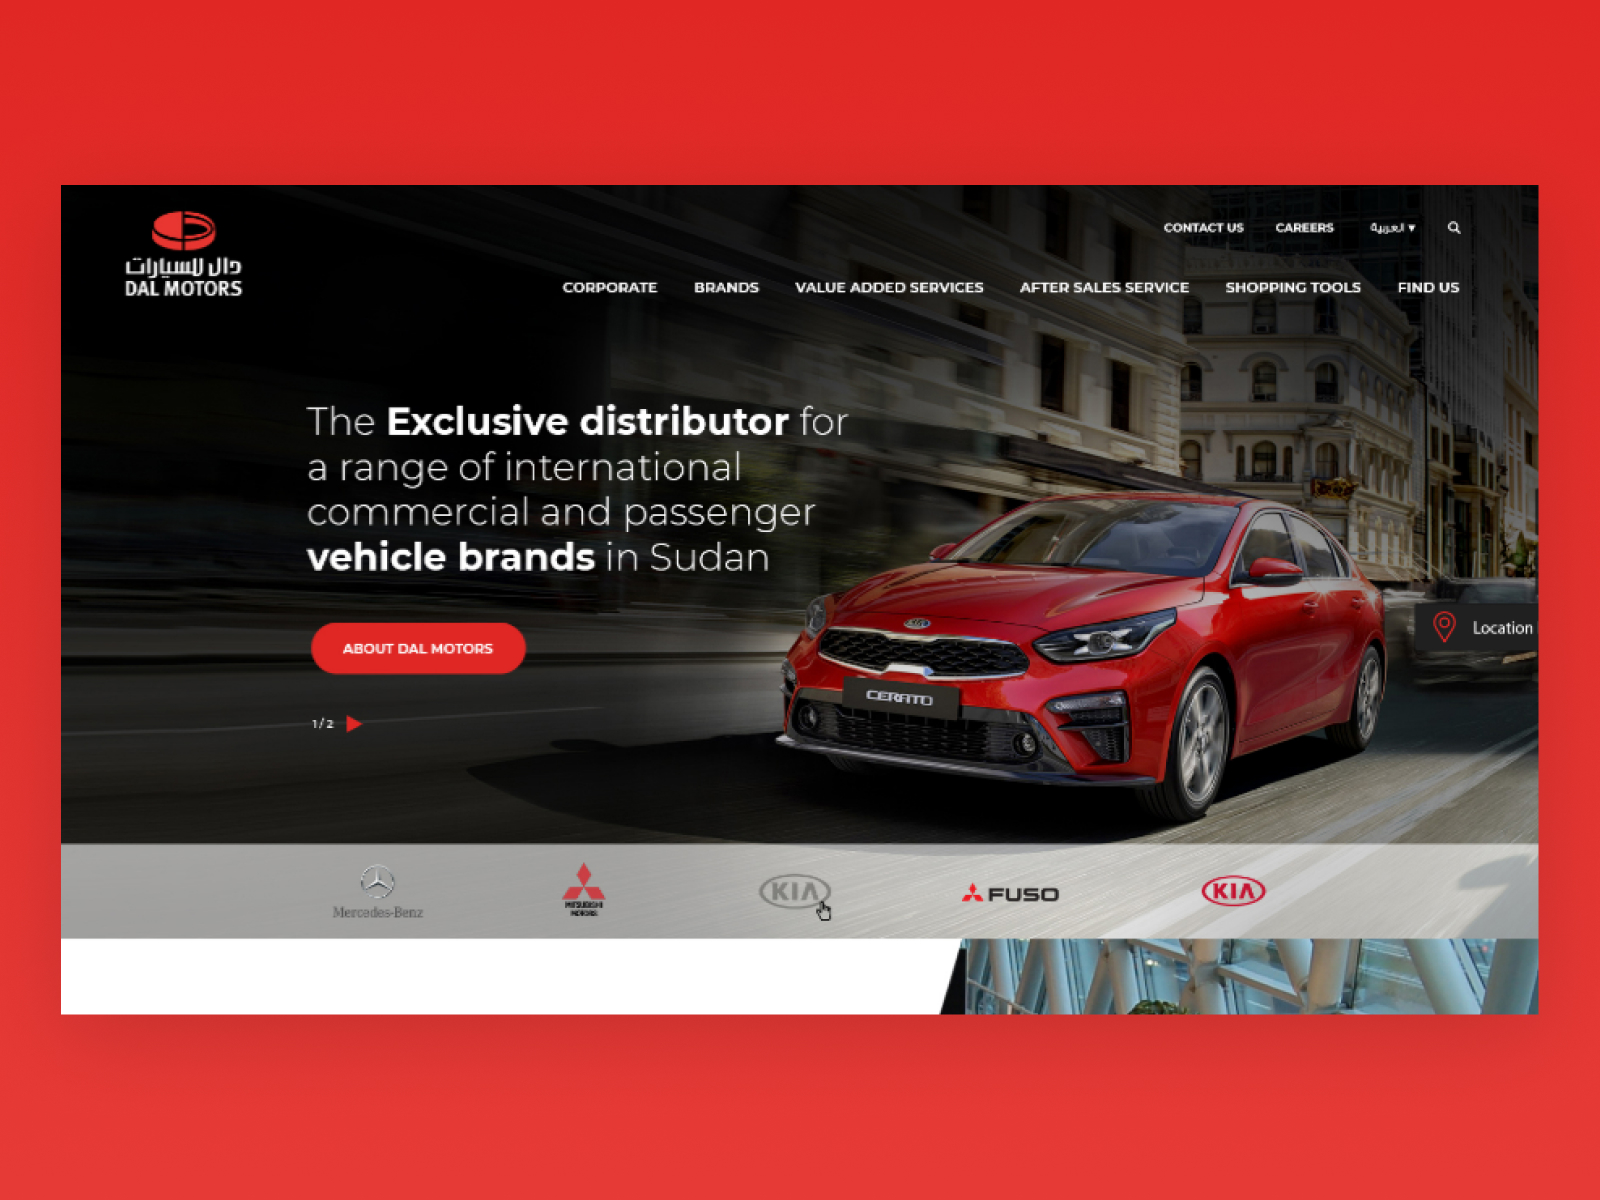 دال للسيارات
DAL MOTORS
CONTACT US
CAREERS
العربية ▾
CORPORATE
BRANDS
VALUE ADDED SERVICES
AFTER SALES SERVICE
SHOPPING TOOLS
FIND US
The Exclusive distributor for
a range of international
commercial and passenger
vehicle brands in Sudan
ABOUT DAL MOTORS
1/2
KIA
CERATO
Location
Mercedes-Benz
MITSUBISHI
MOTORS
KIA
FUSO
KIA